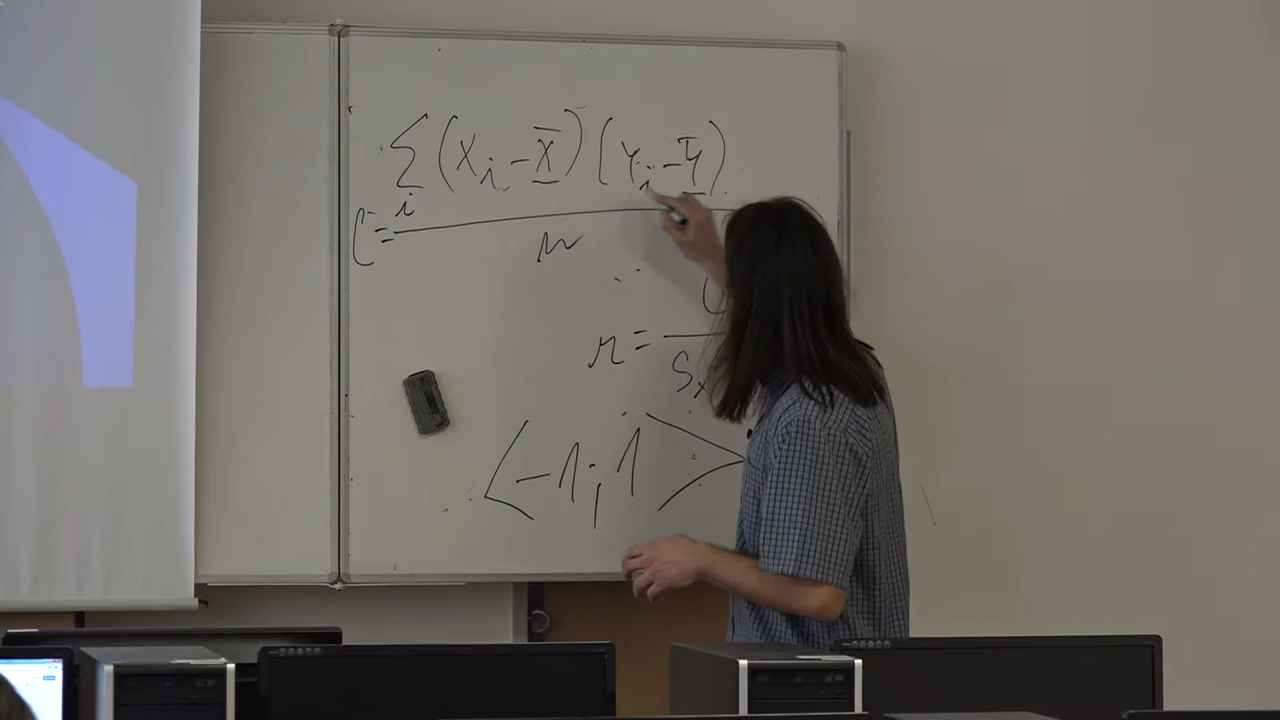 ∑ (Xᵢ - X̄) (Yᵢ - Ȳ)
i
C =
n
r =
Sₓ
<-1; 1>